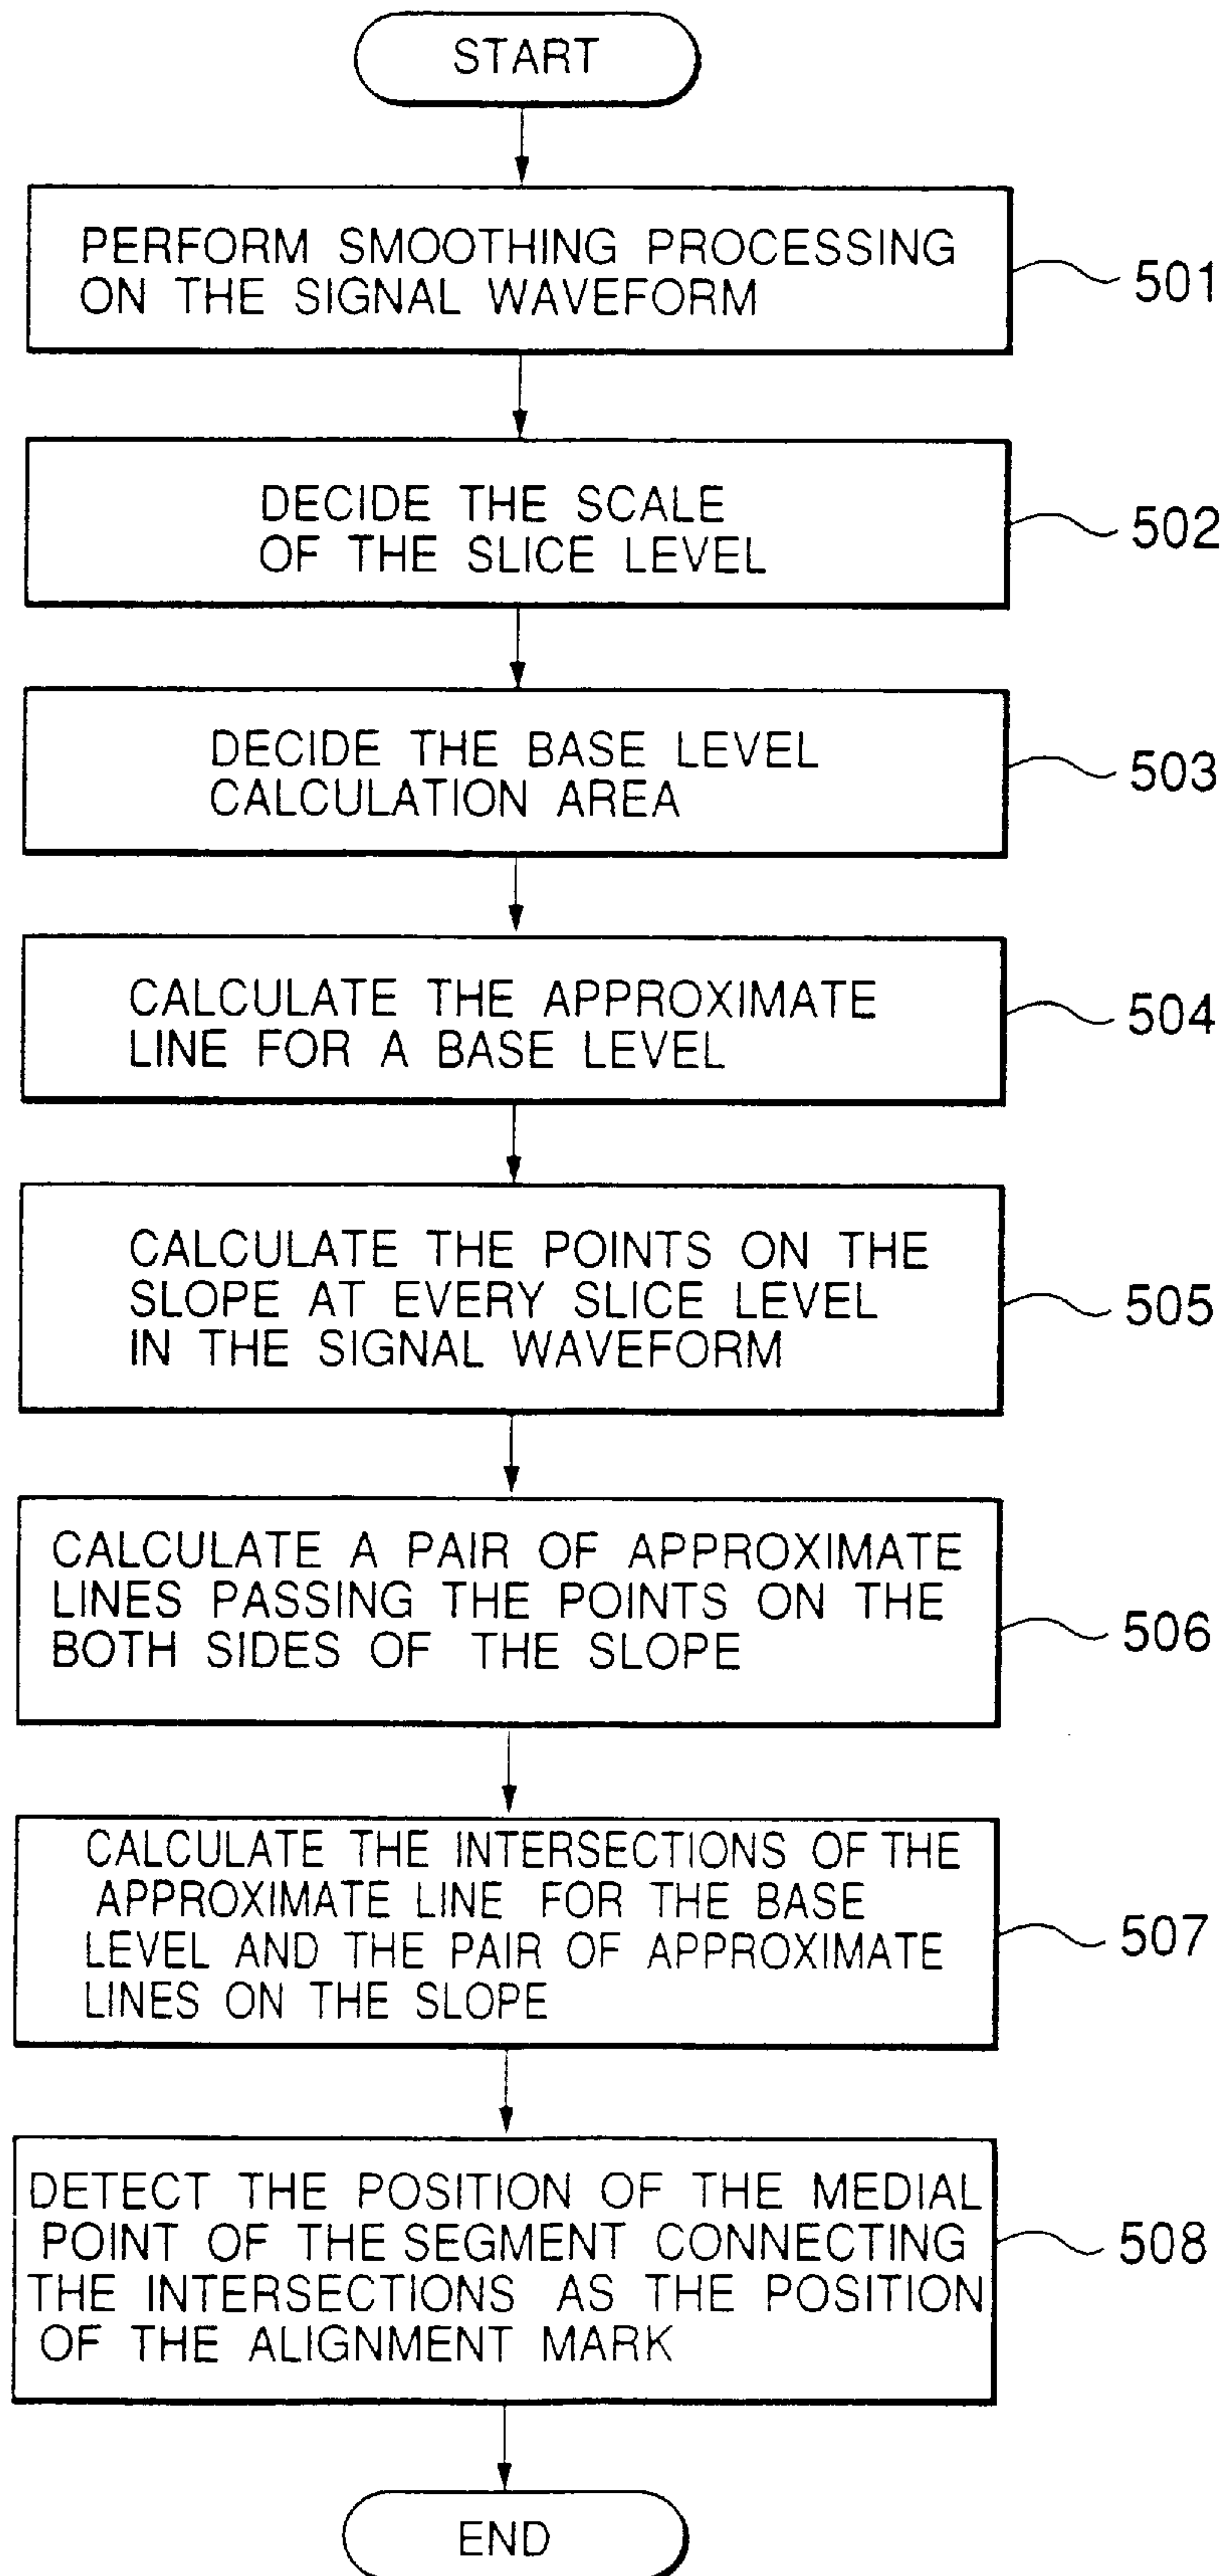 START
PERFORM SMOOTHING PROCESSING
ON THE SIGNAL WAVEFORM
501
DECIDE THE SCALE
OF THE SLICE LEVEL
502
DECIDE THE BASE LEVEL
CALCULATION AREA
503
CALCULATE THE APPROXIMATE
LINE FOR A BASE LEVEL
504
CALCULATE THE POINTS ON THE
SLOPE AT EVERY SLICE LEVEL
IN THE SIGNAL WAVEFORM
505
CALCULATE A PAIR OF APPROXIMATE
LINES PASSING THE POINTS ON THE
BOTH SIDES OF THE SLOPE
506
CALCULATE THE INTERSECTIONS OF THE
APPROXIMATE LINE FOR THE BASE
LEVEL AND THE PAIR OF APPROXIMATE
LINES ON THE SLOPE
507
DETECT THE POSITION OF THE MEDIAL
POINT OF THE SEGMENT CONNECTING
THE INTERSECTIONS AS THE POSITION
OF THE ALIGNMENT MARK
508
END